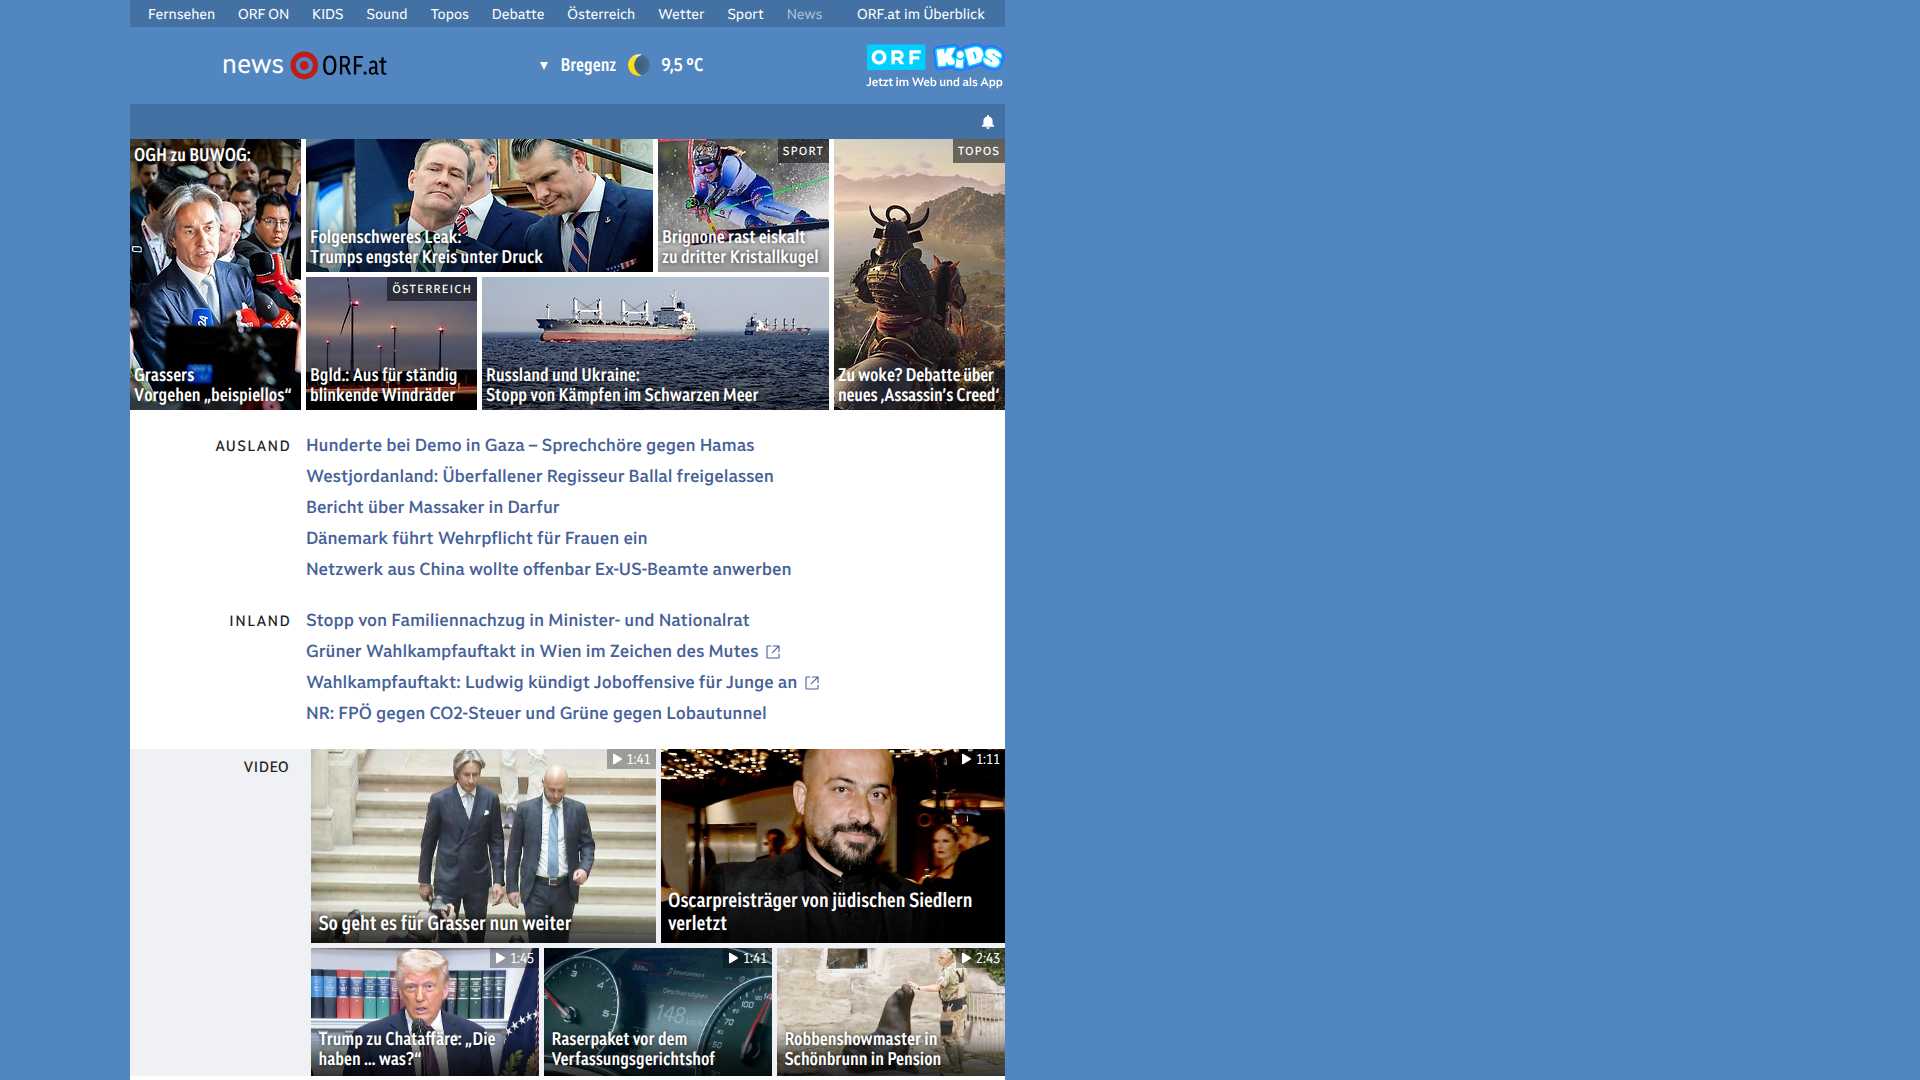 Fernsehen ORF ON KIDS Sound Topos Debatte Österreich Wetter Sport News ORF.at im Überblick
news ORF.at
Bregenz 9,5 °C
ORF KiDS
Jetzt im Web und als App
OGH zu BUWOG:
Grassers
Vorgehen „beispiellos“
Folgenschweres Leak:
Trumps engster Kreis unter Druck
SPORT
Brignone rast eiskalt
zu dritter Kristallkugel
TOPOS
Zu woke? Debatte über
neues ‚Assassin’s Creed‘
ÖSTERREICH
Bgld.: Aus für ständig
blinkende Windräder
Russland und Ukraine:
Stopp von Kämpfen im Schwarzen Meer
AUSLAND
Hunderte bei Demo in Gaza – Sprechchöre gegen Hamas
Westjordanland: Überfallener Regisseur Ballal freigelassen
Bericht über Massaker in Darfur
Dänemark führt Wehrpflicht für Frauen ein
Netzwerk aus China wollte offenbar Ex-US-Beamte anwerben
INLAND
Stopp von Familiennachzug in Minister- und Nationalrat
Grüner Wahlkampfauftakt in Wien im Zeichen des Mutes
Wahlkampfauftakt: Ludwig kündigt Joboffensive für Junge an
NR: FPÖ gegen CO2-Steuer und Grüne gegen Lobautunnel
VIDEO
1:41
So geht es für Grasser nun weiter
1:11
Oscarpreisträger von jüdischen Siedlern
verletzt
1:45
Trump zu Chataffäre: „Die
haben ... was?“
1:41
148
Raserpaket vor dem
Verfassungsgerichtshof
2:43
Robbenshowmaster in
Schönbrunn in Pension